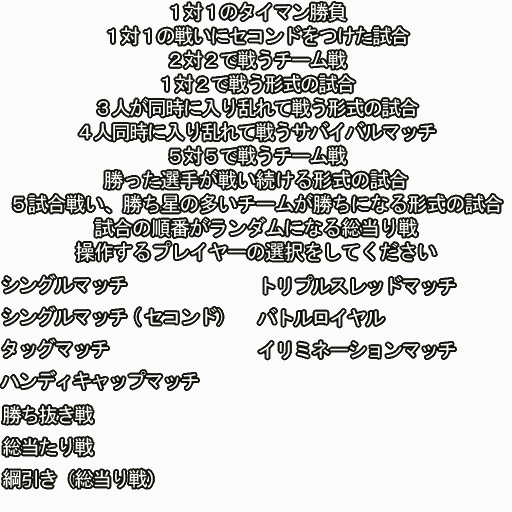 １対１のタイマン勝負
１対１の戦いにセコンドをつけた試合
２対２で戦うチーム戦
１対２で戦う形式の試合
３人が同時に入り乱れて戦う形式の試合
４人同時に入り乱れて戦うサバイバルマッチ
５対５で戦うチーム戦
勝った選手が戦い続ける形式の試合
５試合戦い、勝ち星の多いチームが勝ちになる形式の試合
試合の順番がランダムになる総当り戦
操作するプレイヤーの選択をしてください
シングルマッチ
トリプルスレッドマッチ
シングルマッチ（セコンド）
バトルロイヤル
タッグマッチ
イリミネーションマッチ
ハンディキャップマッチ
勝ち抜き戦
総当たり戦
綱引き（総当り戦）